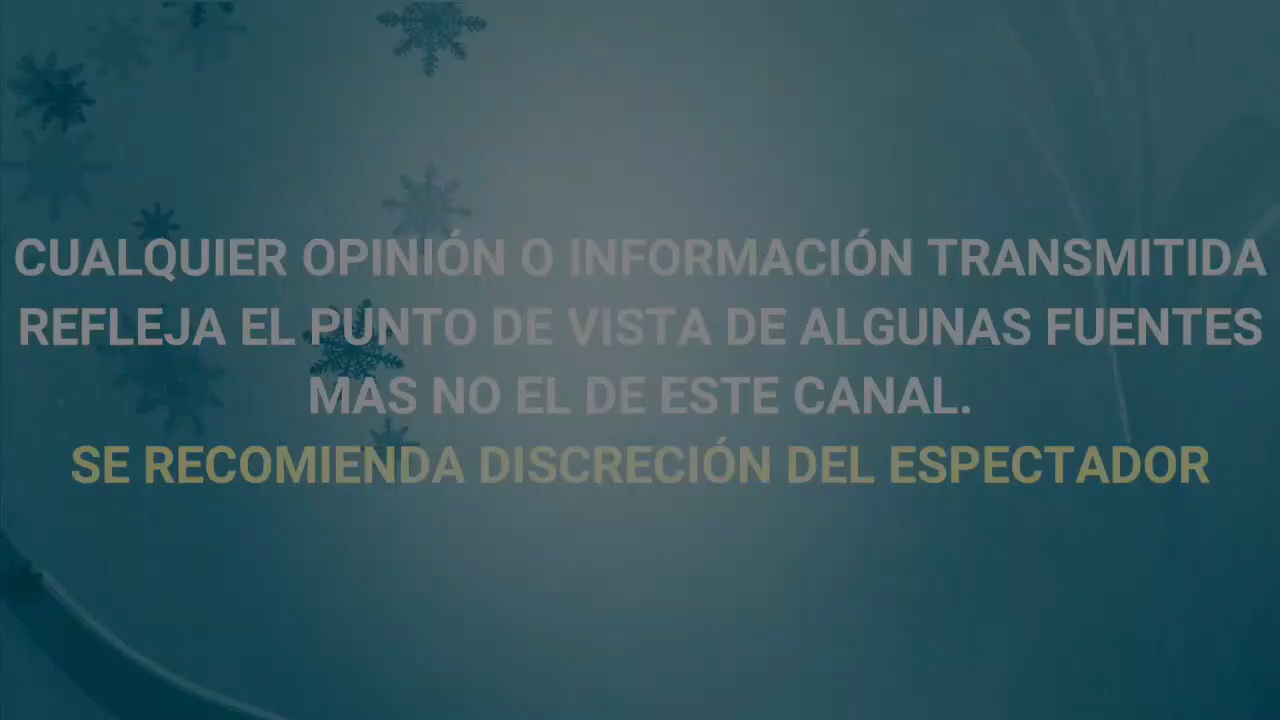 CUALQUIER OPINIÓN O INFORMACIÓN TRANSMITIDA
REFLEJA EL PUNTO DE VISTA DE ALGUNAS FUENTES
MAS NO EL DE ESTE CANAL.
SE RECOMIENDA DISCRECIÓN DEL ESPECTADOR